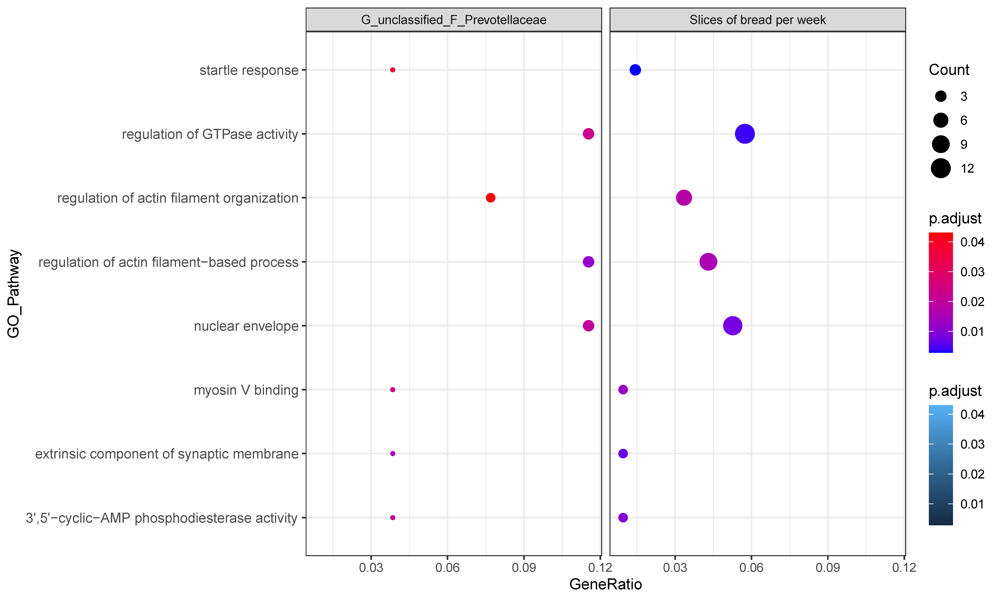 G_unclassified_F_Prevotellaceae
Slices of bread per week
GO_Pathway
startle response
regulation of GTPase activity
regulation of actin filament organization
regulation of actin filament−based process
nuclear envelope
myosin V binding
extrinsic component of synaptic membrane
3',5'−cyclic−AMP phosphodiesterase activity
0.03 0.06 0.09 0.12
0.03 0.06 0.09 0.12
GeneRatio
Count
3
6
9
12
p.adjust
0.04
0.03
0.02
0.01
p.adjust
0.04
0.03
0.02
0.01